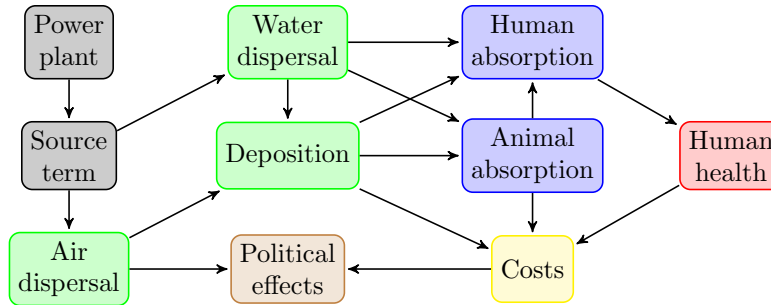 Power
plant
Water
dispersal
Human
absorption
Source
term
Deposition
Animal
absorption
Human
health
Air
dispersal
Political
effects
Costs